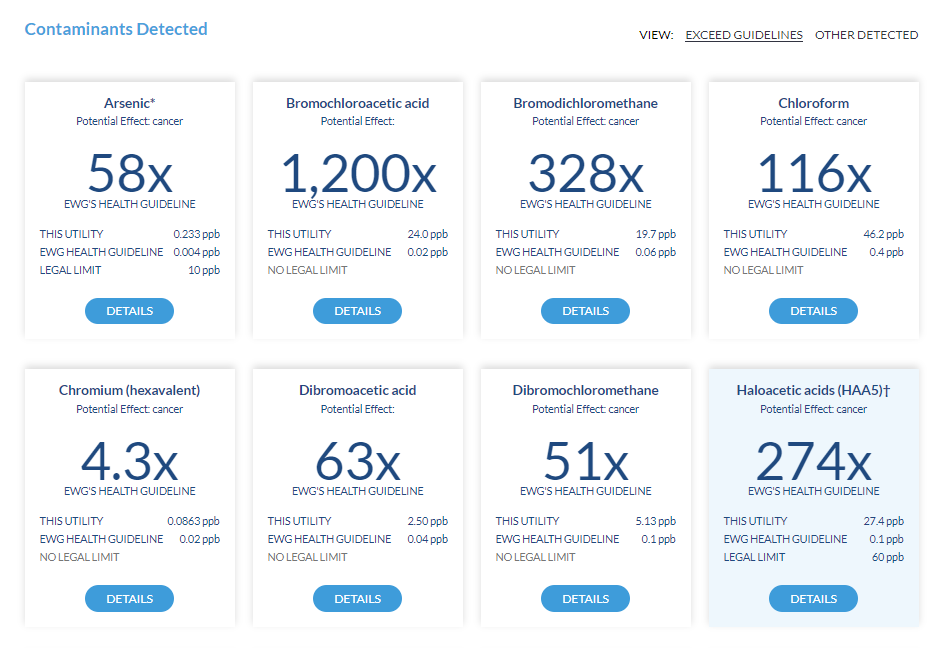 Contaminants Detected
VIEW: EXCEED GUIDELINES OTHER DETECTED
Arsenic*
Potential Effect: cancer
58x
EWG'S HEALTH GUIDELINE
THIS UTILITY 0.233 ppb
EWG HEALTH GUIDELINE 0.004 ppb
LEGAL LIMIT 10 ppb
DETAILS
Bromochloroacetic acid
Potential Effect:
1,200x
EWG'S HEALTH GUIDELINE
THIS UTILITY 24.0 ppb
EWG HEALTH GUIDELINE 0.02 ppb
NO LEGAL LIMIT
DETAILS
Bromodichloromethane
Potential Effect: cancer
328x
EWG'S HEALTH GUIDELINE
THIS UTILITY 19.7 ppb
EWG HEALTH GUIDELINE 0.06 ppb
NO LEGAL LIMIT
DETAILS
Chloroform
Potential Effect: cancer
116x
EWG'S HEALTH GUIDELINE
THIS UTILITY 46.2 ppb
EWG HEALTH GUIDELINE 0.4 ppb
NO LEGAL LIMIT
DETAILS
Chromium (hexavalent)
Potential Effect: cancer
4.3x
EWG'S HEALTH GUIDELINE
THIS UTILITY 0.0863 ppb
EWG HEALTH GUIDELINE 0.02 ppb
NO LEGAL LIMIT
DETAILS
Dibromoacetic acid
Potential Effect:
63x
EWG'S HEALTH GUIDELINE
THIS UTILITY 2.50 ppb
EWG HEALTH GUIDELINE 0.04 ppb
NO LEGAL LIMIT
DETAILS
Dibromochloromethane
Potential Effect: cancer
51x
EWG'S HEALTH GUIDELINE
THIS UTILITY 5.13 ppb
EWG HEALTH GUIDELINE 0.1 ppb
NO LEGAL LIMIT
DETAILS
Haloacetic acids (HAA5)†
Potential Effect: cancer
274x
EWG'S HEALTH GUIDELINE
THIS UTILITY 27.4 ppb
EWG HEALTH GUIDELINE 0.1 ppb
LEGAL LIMIT 60 ppb
DETAILS